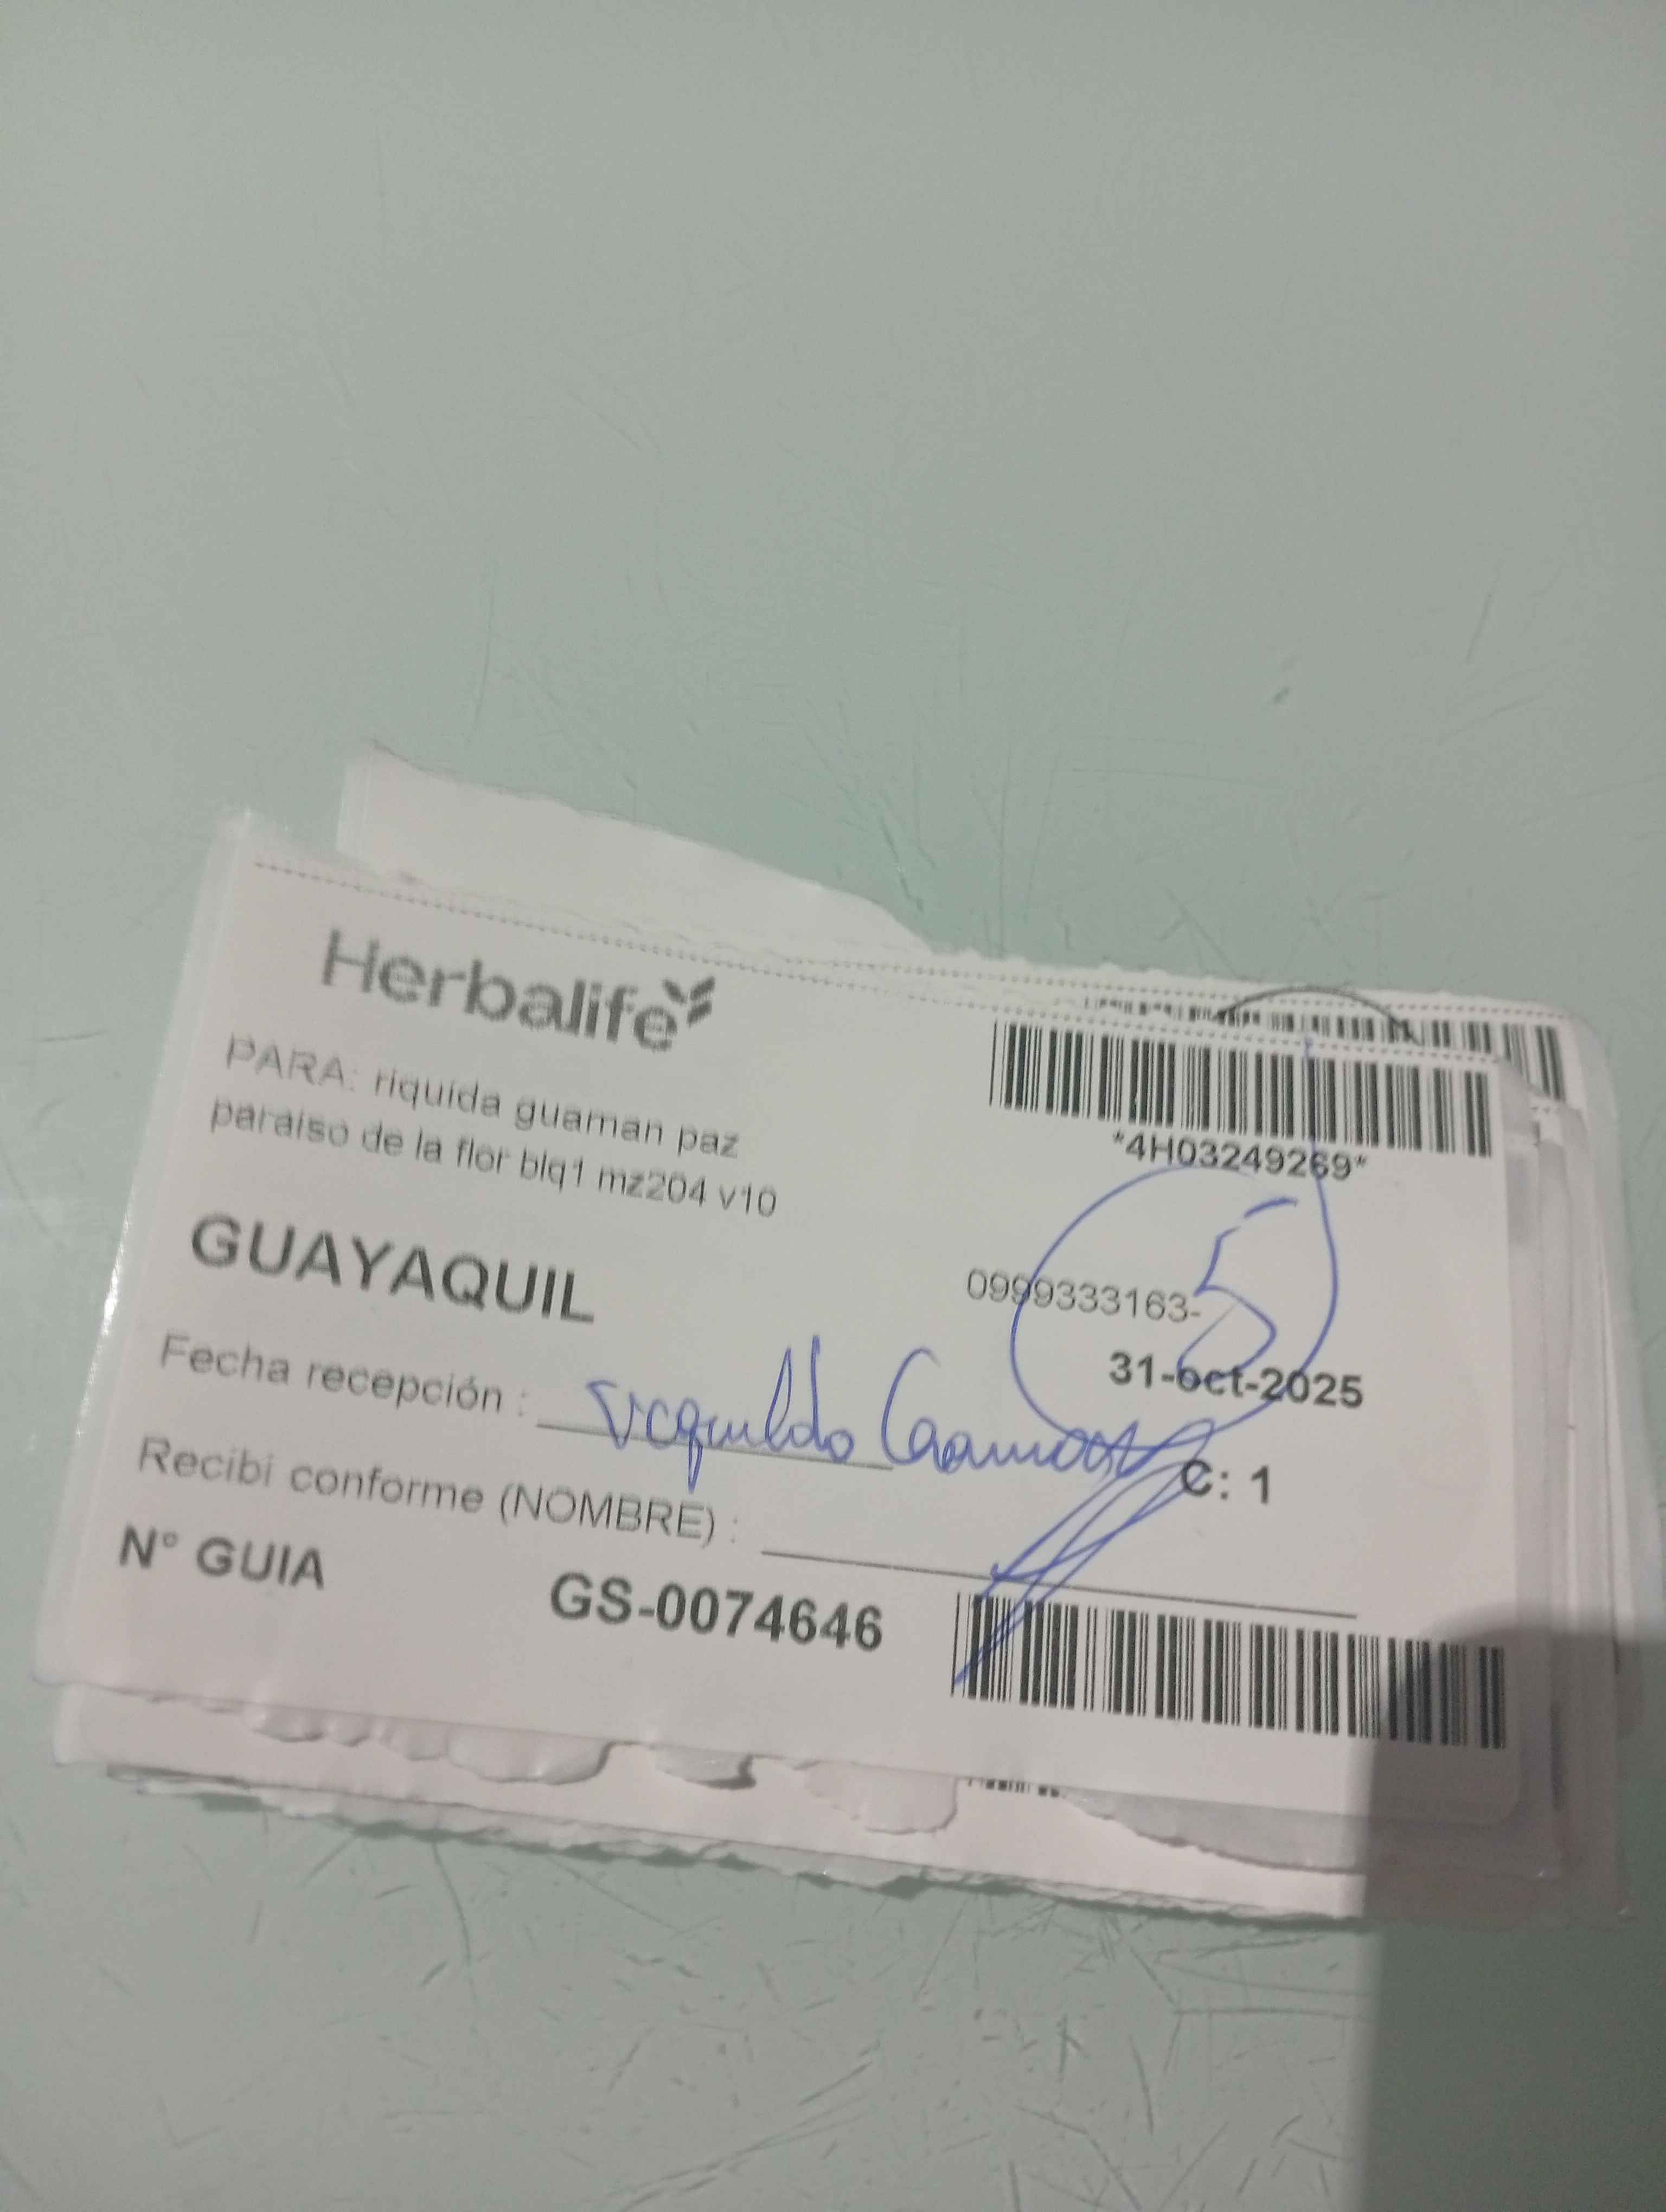 Herbalife
PARA: riquida guaman paz
paraiso de la flor blq1 mz204 v10
*4H03249269*
GUAYAQUIL
0999333163-
5
31-oct-2025
Fecha recepción :
C: 1
Recibi conforme (NOMBRE) :
N° GUIA GS-0074646